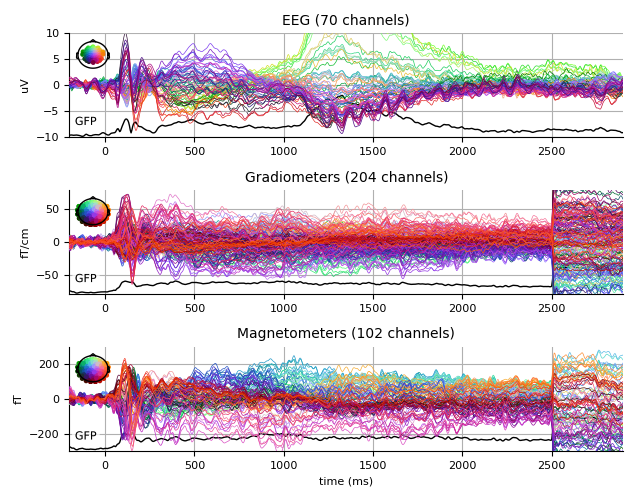 EEG (70 channels)
10
5
0
−5
−10
uV
GFP
0 500 1000 1500 2000 2500
Gradiometers (204 channels)
50
0
−50
fT/cm
GFP
0 500 1000 1500 2000 2500
Magnetometers (102 channels)
200
0
−200
fT
GFP
0 500 1000 1500 2000 2500
time (ms)